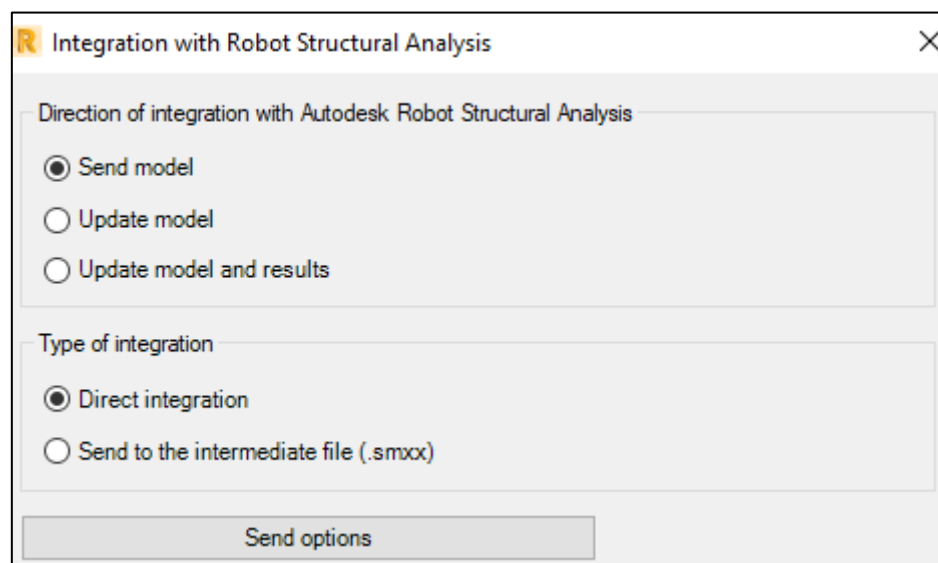 R Integration with Robot Structural Analysis
Direction of integration with Autodesk Robot Structural Analysis
Send model
Update model
Update model and results
Type of integration
Direct integration
Send to the intermediate file (.smxx)
Send options